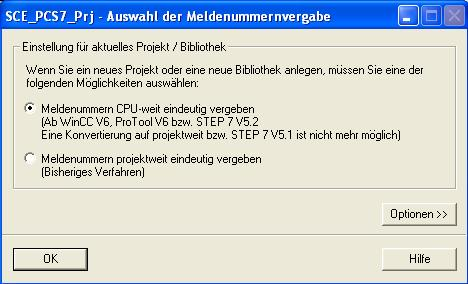 SCE_PCS7_Prj - Auswahl der Meldenummernvergabe
Einstellung für aktuelles Projekt / Bibliothek
Wenn Sie ein neues Projekt oder eine neue Bibliothek anlegen, müssen Sie eine der
folgenden Möglichkeiten auswählen:
Meldenummern CPU-weit eindeutig vergeben
(Ab WinCC V6, ProTool V6 bzw. STEP 7 V5.2
Eine Konvertierung auf projektweit bzw. STEP 7 V5.1 ist nicht mehr möglich)
Meldenummern projektweit eindeutig vergeben
(Bisheriges Verfahren)
Optionen >>
OK
Hilfe